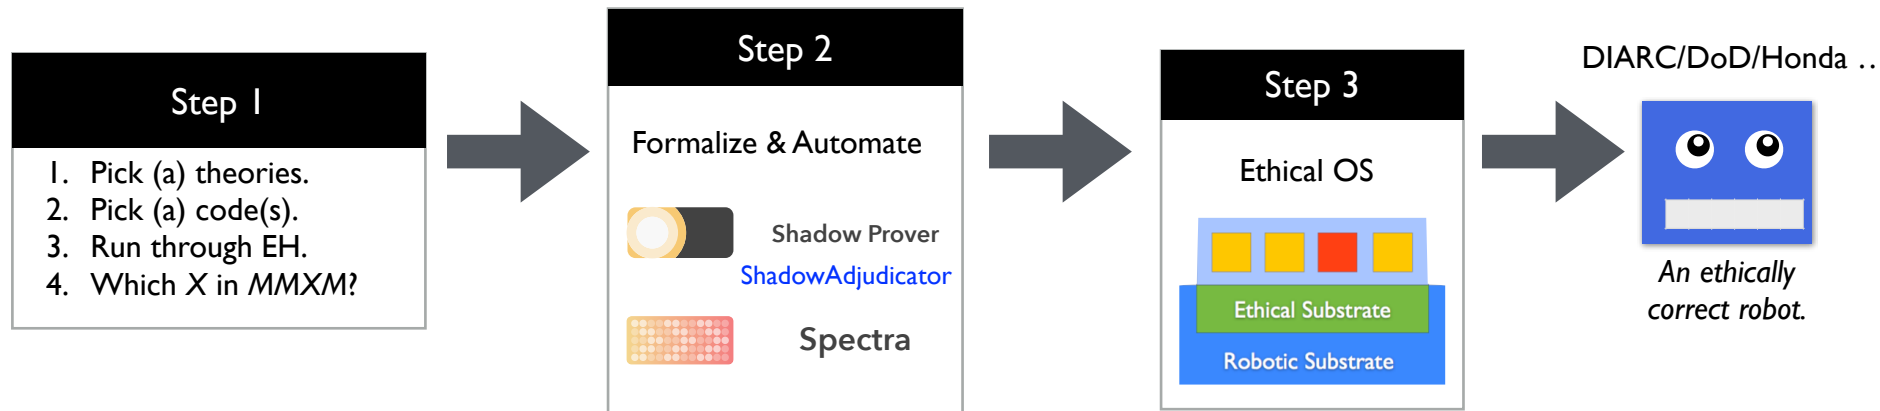 Step 1
1. Pick (a) theories.
2. Pick (a) code(s).
3. Run through EH.
4. Which X in MMXM?
Step 2
Formalize & Automate
Shadow Prover
ShadowAdjudicator
Spectra
Step 3
Ethical OS
Ethical Substrate
Robotic Substrate
DIARC/DoD/Honda ..
An ethically
correct robot.